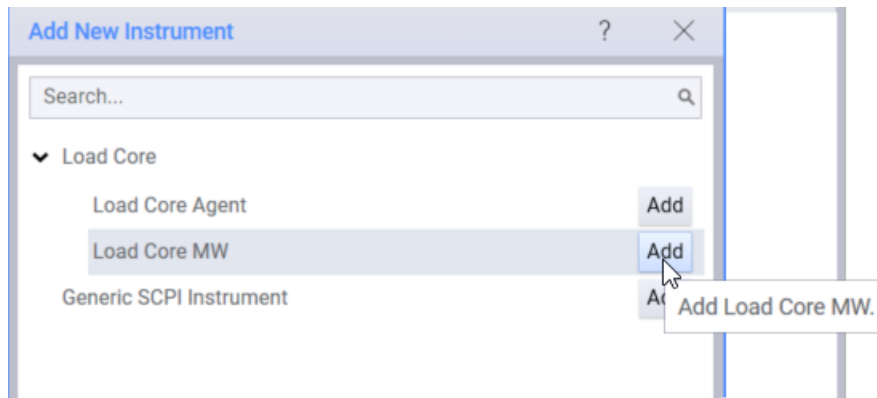 Add New Instrument ?
Search...
Load Core
Load Core Agent Add
Load Core MW Add
Generic SCPI Instrument
Add Load Core MW.